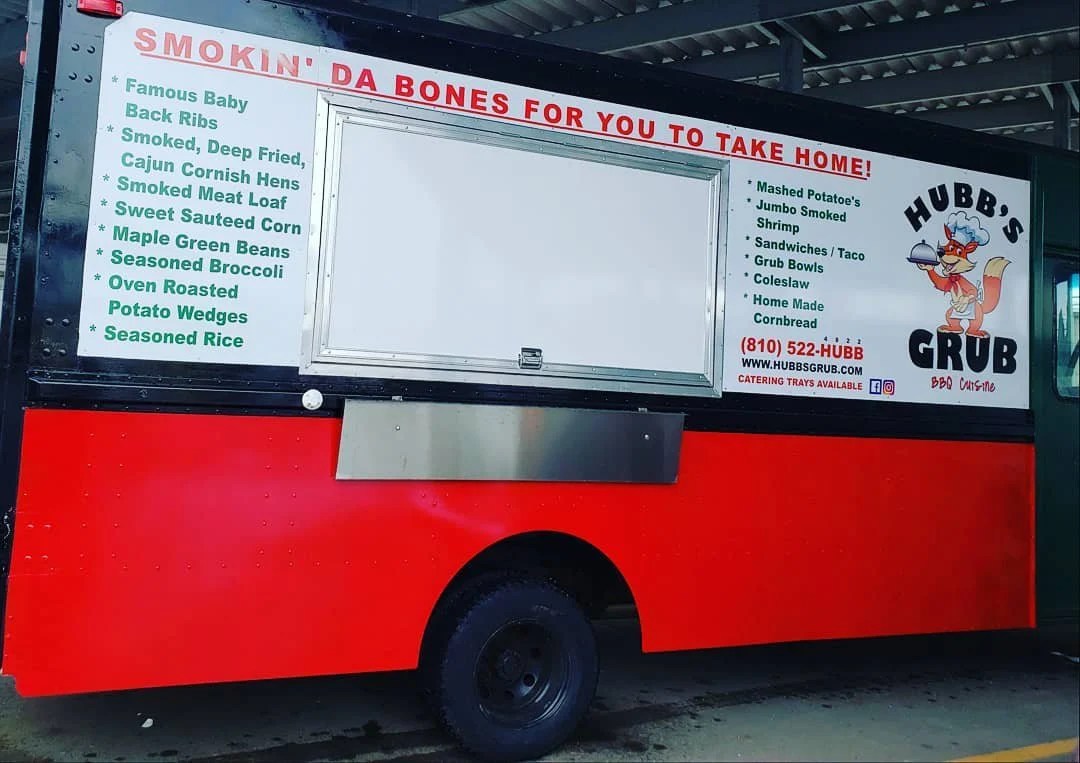 SMOKIN' DA BONES FOR YOU TO TAKE HOME!
* Famous Baby
Back Ribs
* Smoked, Deep Fried,
Cajun Cornish Hens
* Smoked Meat Loaf
* Sweet Sauteed Corn
* Maple Green Beans
* Seasoned Broccoli
* Oven Roasted
Potato Wedges
* Seasoned Rice
* Mashed Potatoe's
* Jumbo Smoked
Shrimp
* Sandwiches / Taco
* Grub Bowls
* Coleslaw
* Home Made
Cornbread
4822
(810) 522-HUBB
WWW.HUBBSGRUB.COM
CATERING TRAYS AVAILABLE f
HUBB'S
GRUB
BBQ Cuisine